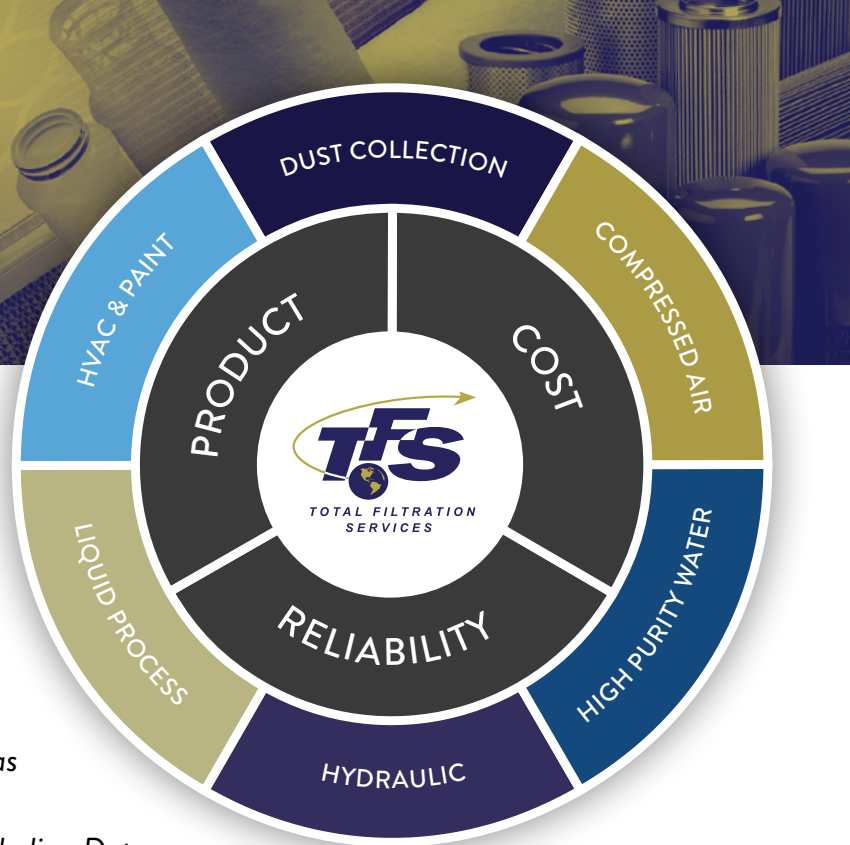 DUST COLLECTION
HVAC & PAINT
COMPRESSED AIR
PRODUCT
COST
TFS
TOTAL FILTRATION
SERVICES
LIQUID PROCESS
HIGH PURITY WATER
RELIABILITY
HYDRAULIC